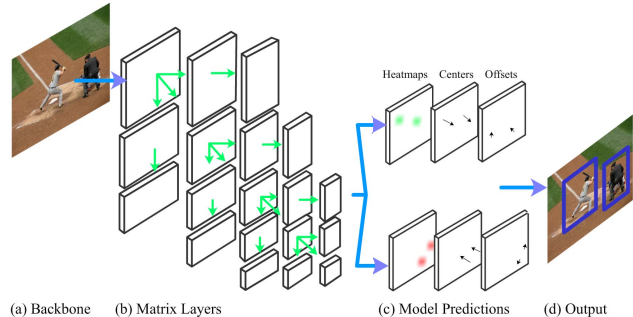 Heatmaps Centers Offsets
(a) Backbone (b) Matrix Layers (c) Model Predictions (d) Output